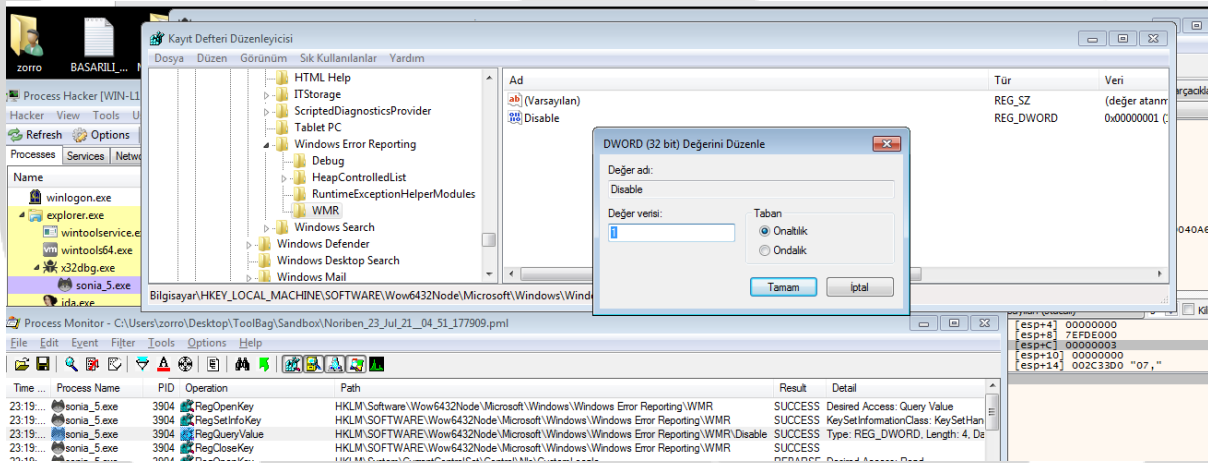 zorro
BASARILI_...
Kayıt Defteri Düzenleyicisi
Dosya Düzen Görünüm Sık Kullanılanlar Yardım
HTML Help
ITStorage
ScriptedDiagnosticsProvider
Tablet PC
Windows Error Reporting
Debug
HeapControlledList
RuntimeExceptionHelperModules
WMR
Windows Search
Windows Defender
Windows Desktop Search
Windows Mail
Bilgisayar\HKEY_LOCAL_MACHINE\SOFTWARE\Wow6432Node\Microsoft\Windows\Windo
Ad Tür Veri
(Varsayılan) REG_SZ (değer atanm
Disable REG_DWORD 0x00000001 (1
DWORD (32 bit) Değerini Düzenle
Değer adı:
Disable
Değer verisi:
1
Taban
Onaltılık
Ondalık
Tamam İptal
Process Hacker [WIN-L1
Hacker View Tools U
Refresh Options
Processes Services Netwo
Name
winlogon.exe
explorer.exe
wintoolservice.e
wintools64.exe
x32dbg.exe
sonia_5.exe
ida.exe
arçacıkla
040A6
Kil
[esp+4] 00000000
[esp+8] 7EFDE000
[esp+C] 00000003
[esp+10] 00000000
[esp+14] 002C33D0 "07,"
Process Monitor - C:\Users\zorro\Desktop\ToolBag\Sandbox\Noriben_23_Jul_21__04_51_177909.pml
File Edit Event Filter Tools Options Help
Time ... Process Name PID Operation Path Result Detail
23:19:... sonia_5.exe 3904 RegOpenKey HKLM\Software\Wow6432Node\Microsoft\Windows\Windows Error Reporting\WMR SUCCESS Desired Access: Query Value
23:19:... sonia_5.exe 3904 RegSetInfoKey HKLM\SOFTWARE\Wow6432Node\Microsoft\Windows\Windows Error Reporting\WMR SUCCESS KeySetInformationClass: KeySetHan
23:19:... sonia_5.exe 3904 RegQueryValue HKLM\SOFTWARE\Wow6432Node\Microsoft\Windows\Windows Error Reporting\WMR\Disable SUCCESS Type: REG_DWORD, Length: 4, Da
23:19:... sonia_5.exe 3904 RegCloseKey HKLM\SOFTWARE\Wow6432Node\Microsoft\Windows\Windows Error Reporting\WMR SUCCESS